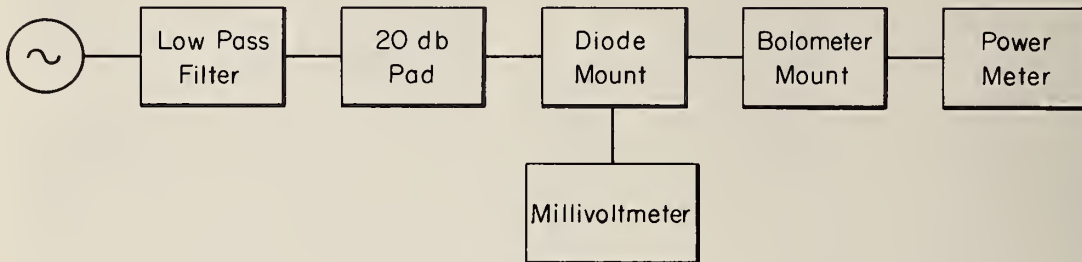 Low Pass
Filter
20 db
Pad
Diode
Mount
Bolometer
Mount
Power
Meter
Millivoltmeter